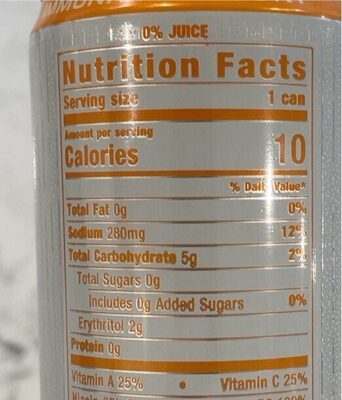 0% JUICE
Nutrition Facts
Serving size 1 can
Amount per serving
Calories 10
% Daily Value*
Total Fat 0g 0%
Sodium 280mg 12%
Total Carbohydrate 5g 2%
Total Sugars 0g
Includes 0g Added Sugars 0%
Erythritol 2g
Protein 0g
Vitamin A 25% • Vitamin C 25%